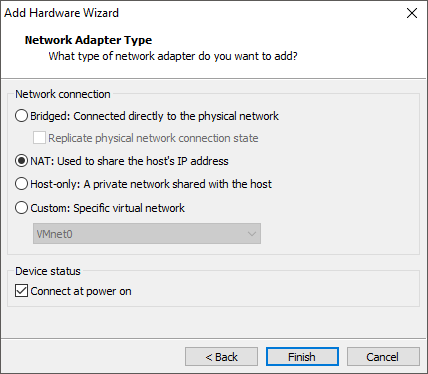 Add Hardware Wizard
Network Adapter Type
What type of network adapter do you want to add?
Network connection
Bridged: Connected directly to the physical network
Replicate physical network connection state
NAT: Used to share the host's IP address
Host-only: A private network shared with the host
Custom: Specific virtual network
VMnet0
Device status
Connect at power on
< Back
Finish
Cancel